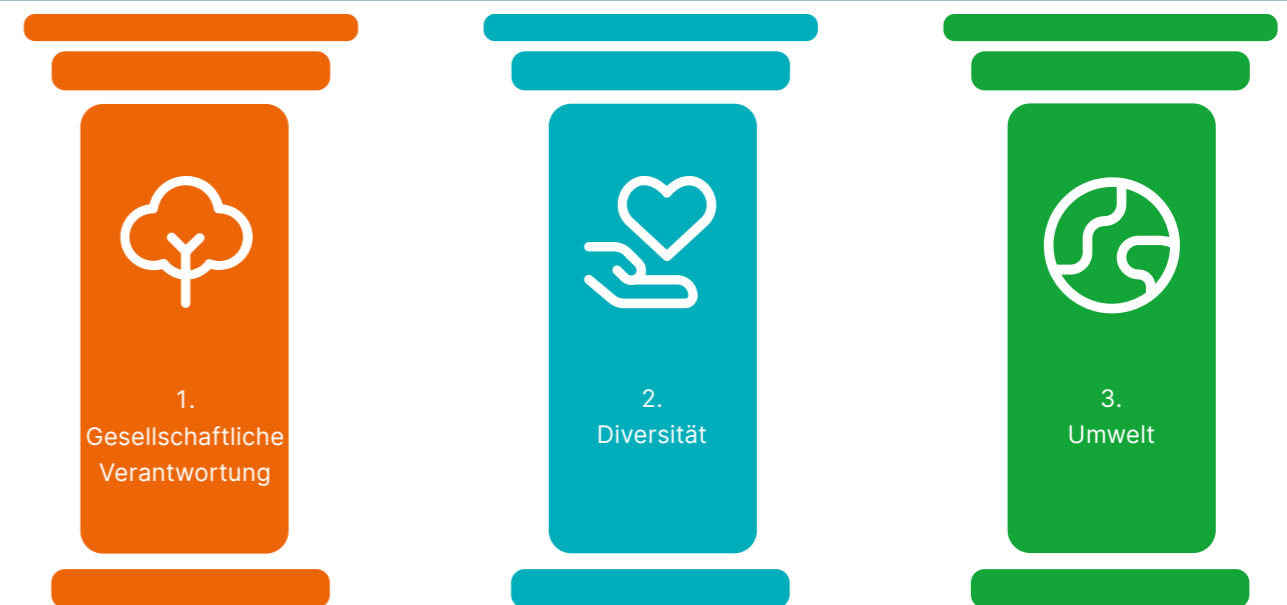 1.
Gesellschaftliche
Verantwortung
2.
Diversität
3.
Umwelt